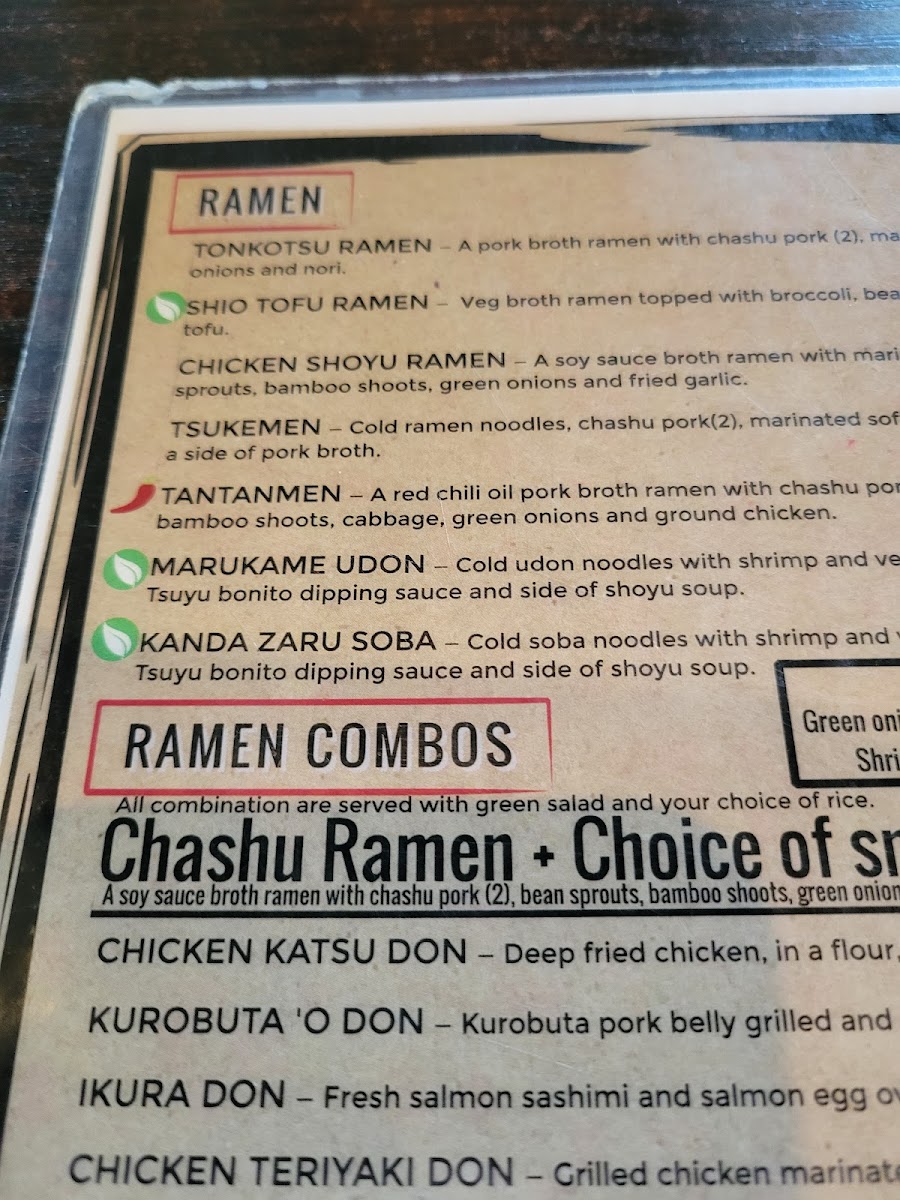 RAMEN
TONKOTSU RAMEN – A pork broth ramen with chashu pork (2),
onions and nori.
SHIO TOFU RAMEN – Veg broth ramen topped with broccoli,
tofu.
CHICKEN SHOYU RAMEN – A soy sauce broth ramen with
sprouts, bamboo shoots, green onions and fried garlic.
TSUKEMEN – Cold ramen noodles, chashu pork(2), marinated
a side of pork broth.
TANTANMEN – A red chili oil pork broth ramen with chashu
bamboo shoots, cabbage, green onions and ground chicken.
MARUKAME UDON – Cold udon noodles with shrimp and
Tsuyu bonito dipping sauce and side of shoyu soup.
KANDA ZARU SOBA – Cold soba noodles with shrimp and
Tsuyu bonito dipping sauce and side of shoyu soup.
Green
RAMEN COMBOS
All combination are served with green salad and your choice of rice.
Chashu Ramen + Choice of
A soy sauce broth ramen with chashu pork (2), bean sprouts, bamboo shoots, green
CHICKEN KATSU DON – Deep fried chicken, in a flour,
KUROBUTA 'O DON – Kurobuta pork belly grilled and
IKURA DON – Fresh salmon sashimi and salmon egg
CHICKEN TERIYAKI DON – Grilled chicken